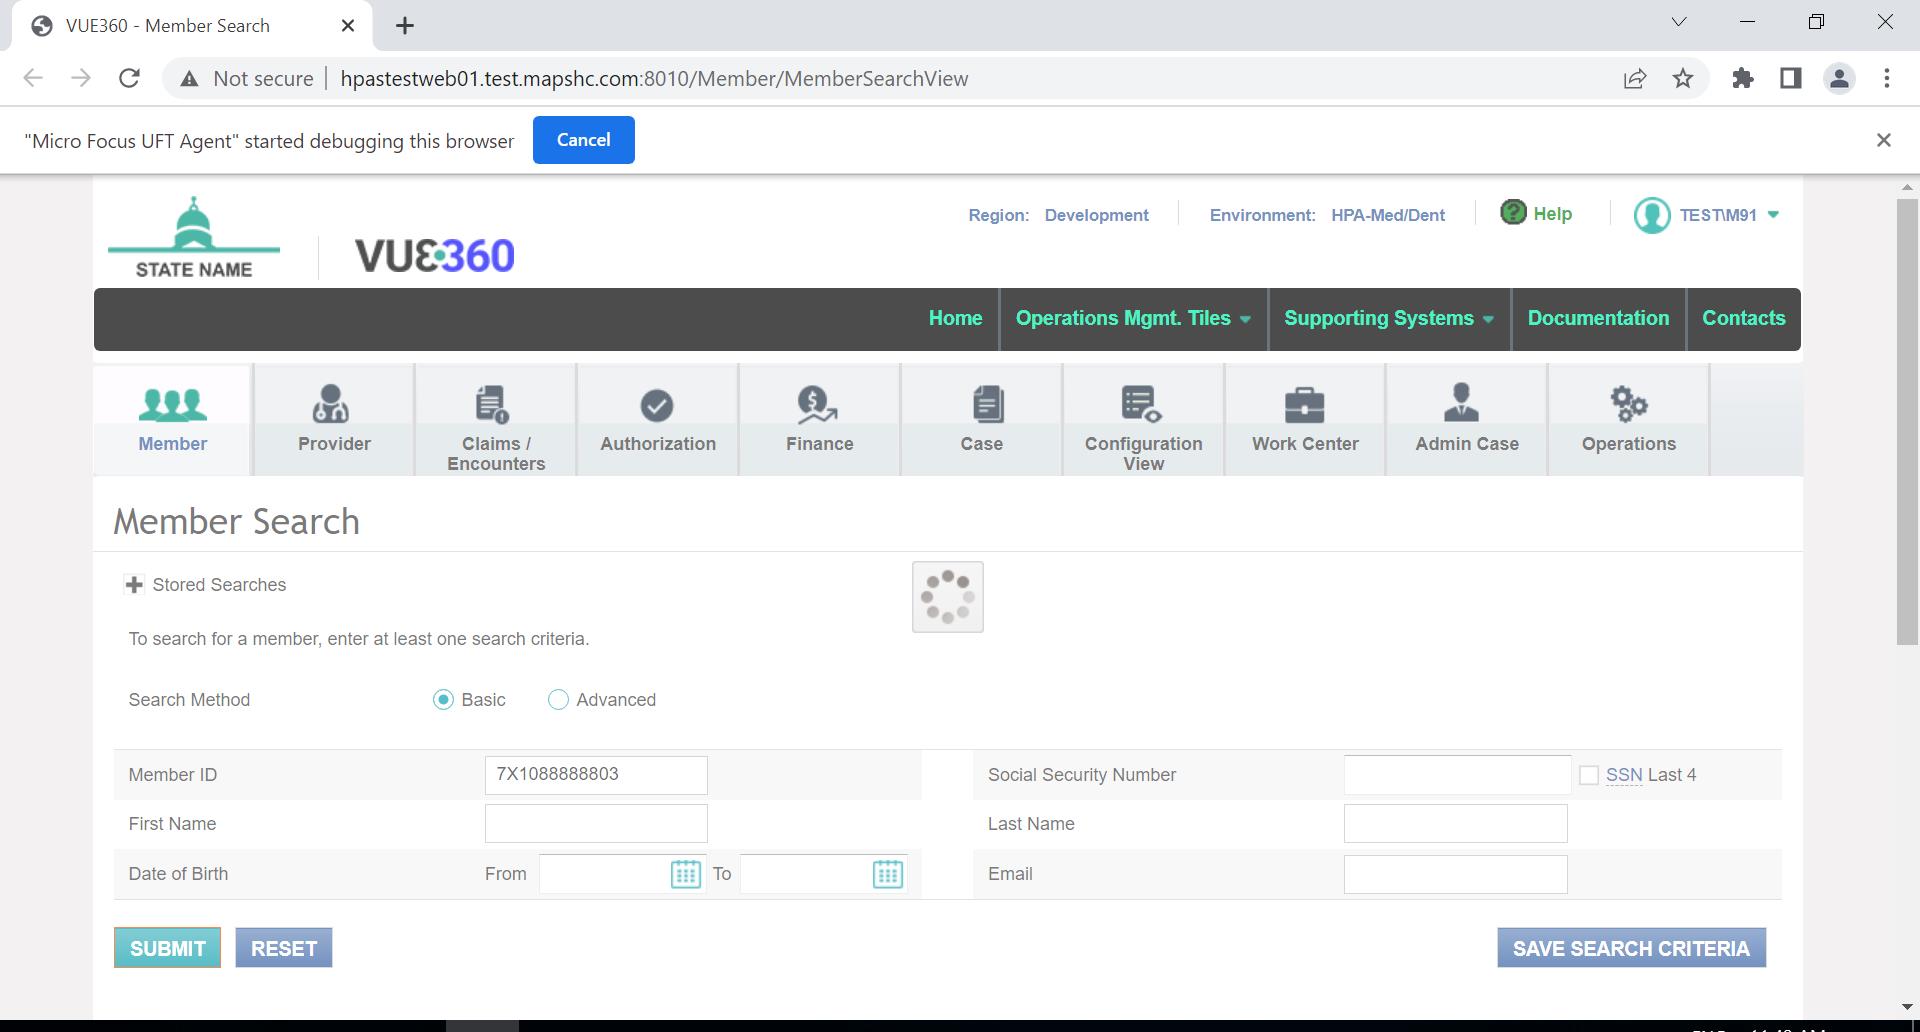 VUE360 - Member Search
Not secure hpastestweb01.test.mapshc.com:8010/Member/MemberSearchView
"Micro Focus UFT Agent" started debugging this browser Cancel
STATE NAME
VUE360
Region: Development Environment: HPA-Med/Dent Help TEST\M91
Home Operations Mgmt. Tiles Supporting Systems Documentation Contacts
Member Provider Claims / Encounters Authorization Finance Case Configuration View Work Center Admin Case Operations
Member Search
Stored Searches
To search for a member, enter at least one search criteria.
Search Method Basic Advanced
Member ID 7X1088888803 Social Security Number SSN Last 4
First Name Last Name
Date of Birth From To Email
SUBMIT RESET SAVE SEARCH CRITERIA